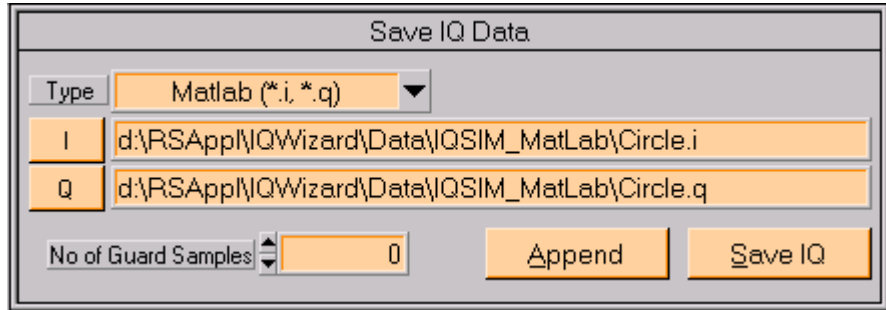 Save IQ Data
Type Matlab (*.i, *.q)
I d:\RSAppl\IQWizard\Data\IQSIM_MatLab\Circle.i
Q d:\RSAppl\IQWizard\Data\IQSIM_MatLab\Circle.q
No of Guard Samples 0 Append Save IQ